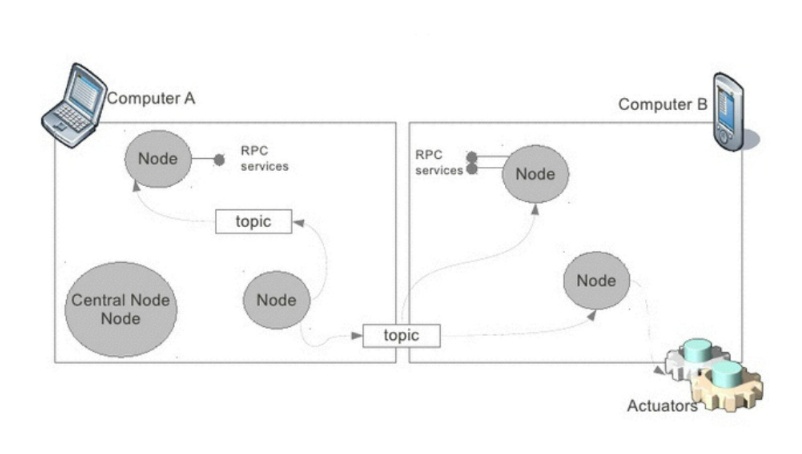 Computer A
Computer B
Node
RPC
services
RPC
services
Node
topic
Central Node
Node
Node
Node
topic
Actuators